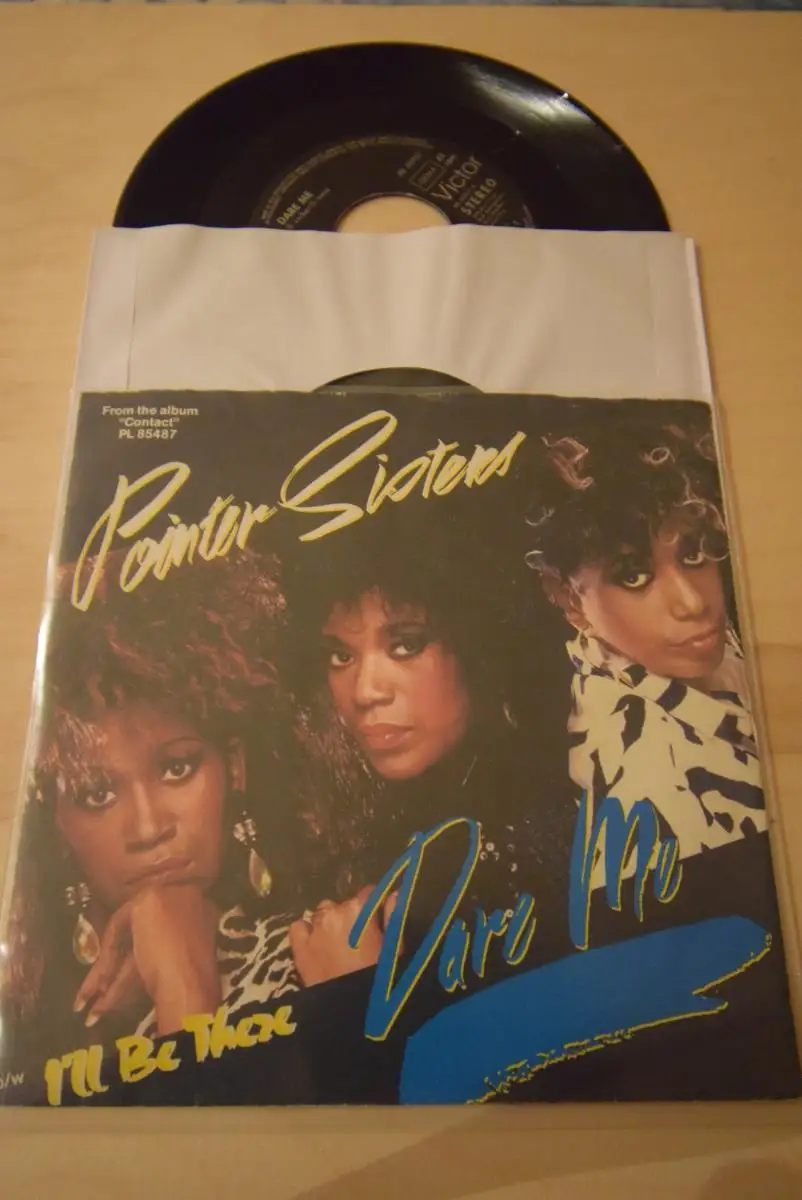 DARE ME
Victor
STEREO
From the album
"Contact"
PL 85487
Pointer Sisters
Dare Me
b/w I'll Be There